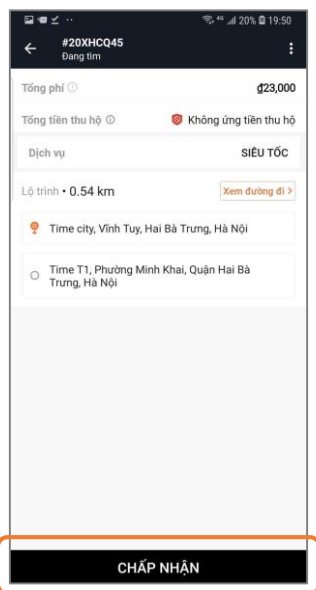 46 20% 19:50
#20XHCQ45
Đang tìm
Tổng phí
₫23,000
Tổng tiền thu hộ
Không ứng tiền thu hộ
Dịch vụ
SIÊU TỐC
Lộ trình • 0.54 km
Xem đường đi >
Time city, Vĩnh Tuy, Hai Bà Trưng, Hà Nội
Time T1, Phường Minh Khai, Quận Hai Bà
Trưng, Hà Nội
CHẤP NHẬN